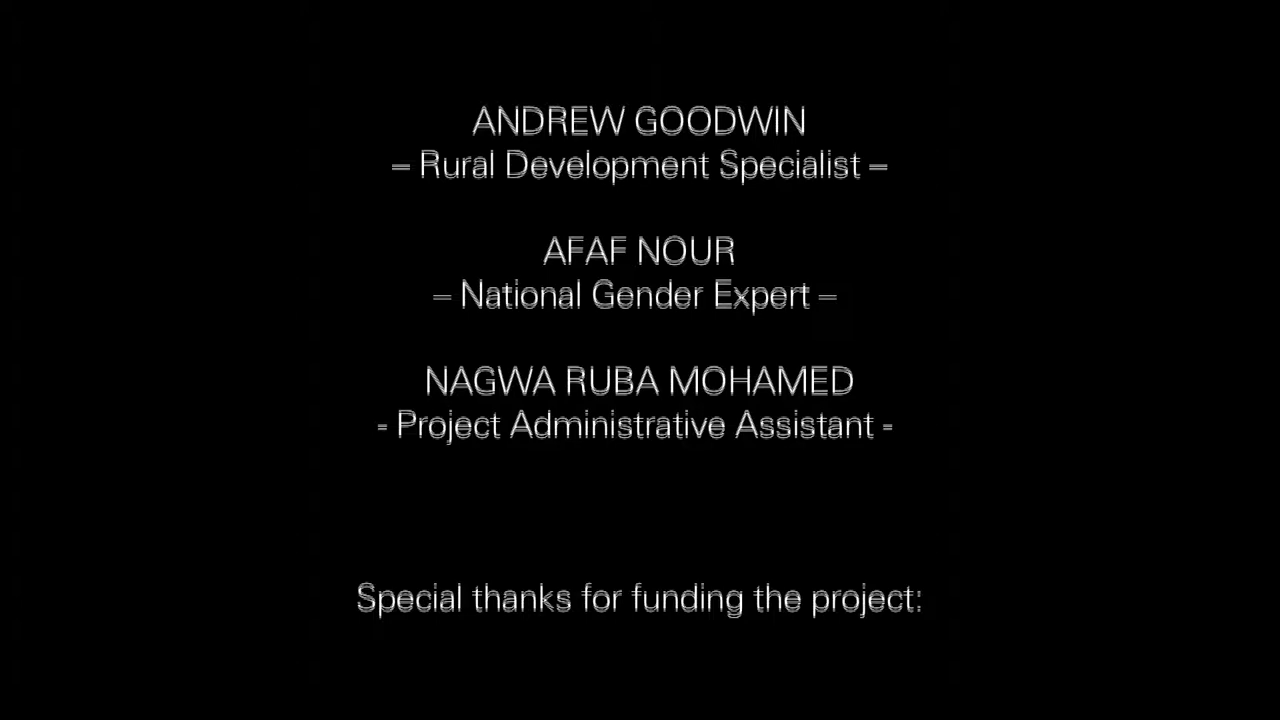 ANDREW GOODWIN
– Rural Development Specialist –
AFAF NOUR
– National Gender Expert –
NAGWA RUBA MOHAMED
- Project Administrative Assistant -
Special thanks for funding the project: